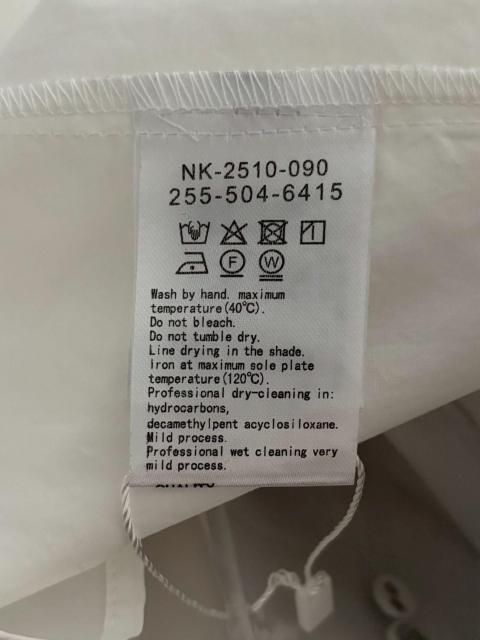 NK-2510-090
255-504-6415
F W
Wash by hand. maximum
temperature(40℃).
Do not bleach.
Do not tumble dry.
Line drying in the shade.
Iron at maximum sole plate
temperature(120℃).
Professional dry-cleaning in:
hydrocarbons,
decamethylpent acyclosiloxane.
Mild process.
Professional wet cleaning very
mild process.